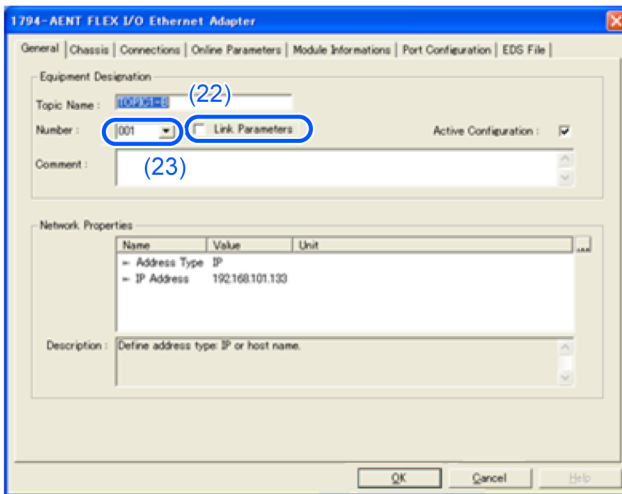 1794-AENT FLEX I/O Ethernet Adapter
General | Chassis | Connections | Online Parameters | Module Informations | Port Configuration | EDS File
Equipment Designation
Topic Name : TOPIC1-B (22)
Number : 001 Link Parameters Active Configuration :
(23)
Comment :
Network Properties
Name Value Unit
Address Type IP
IP Address 192.168.101.133
...
Description : Define address type: IP or host name.
OK Cancel Help